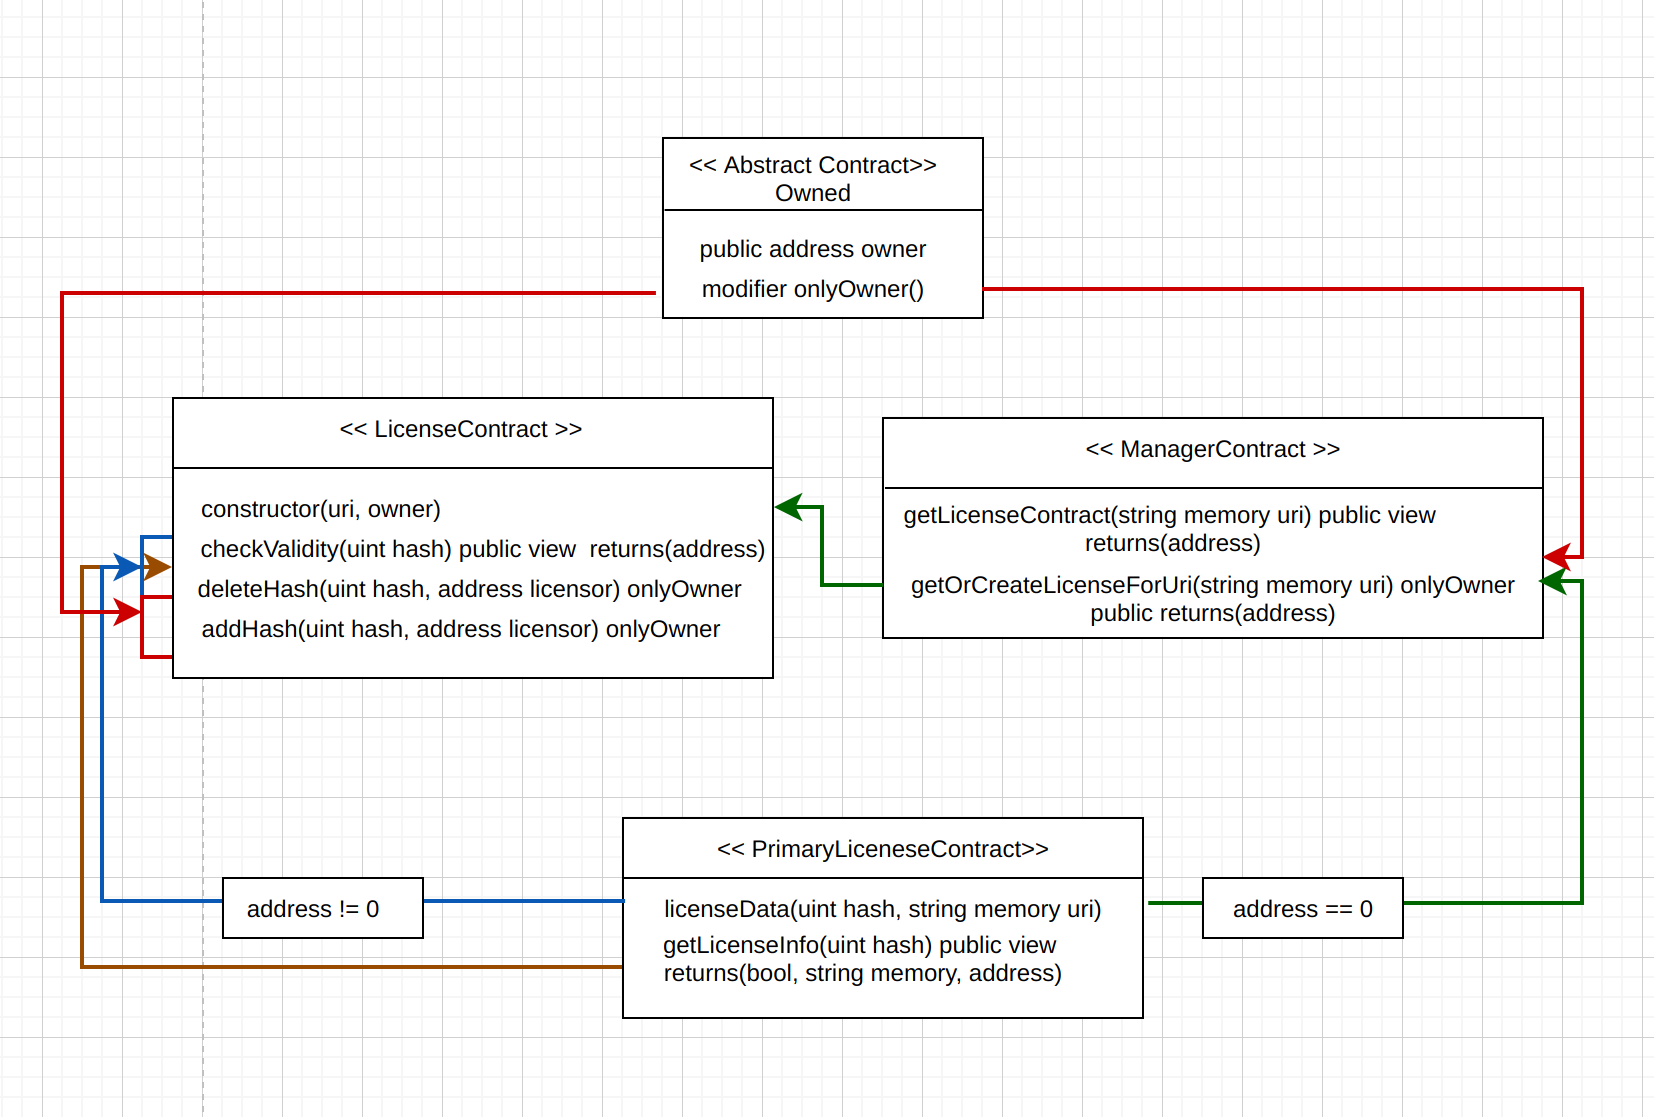 << Abstract Contract>>
Owned
public address owner
modifier onlyOwner()
<< LicenseContract >>
constructor(uri, owner)
checkValidity(uint hash) public view  returns(address)
deleteHash(uint hash, address licensor) onlyOwner
addHash(uint hash, address licensor) onlyOwner
<< ManagerContract >>
getLicenseContract(string memory uri) public view
returns(address)
getOrCreateLicenseForUri(string memory uri) onlyOwner
public returns(address)
<< PrimaryLiceneseContract>>
licenseData(uint hash, string memory uri)
getLicenseInfo(uint hash) public view
returns(bool, string memory, address)
address != 0
address == 0